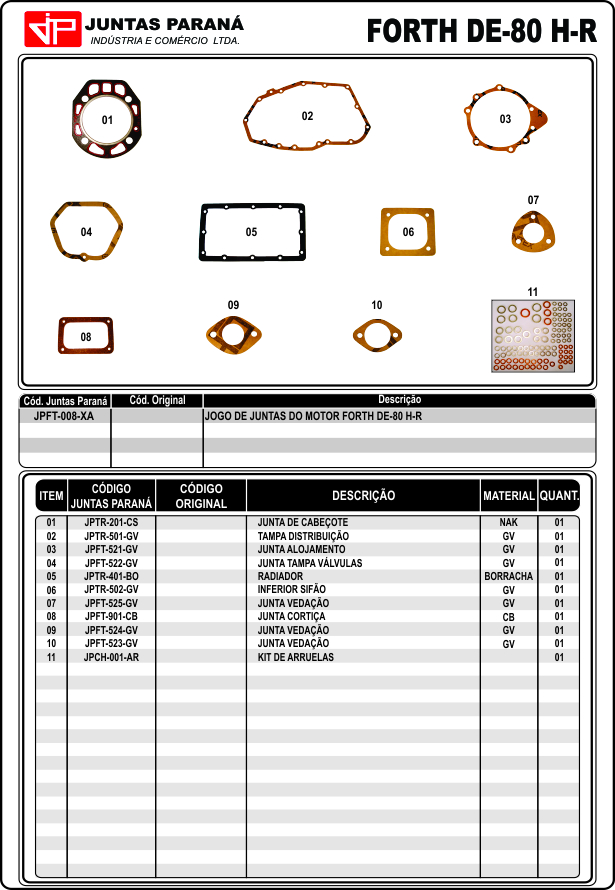 JP JUNTAS PARANÁ
INDÚSTRIA E COMÉRCIO LTDA.
FORTH DE-80 H-R
01
02
03
04
05
06
07
08
09
10
11
Cód. Juntas Paraná Cód. Original Descrição
JPFT-008-XA JOGO DE JUNTAS DO MOTOR FORTH DE-80 H-R
ITEM CÓDIGO JUNTAS PARANÁ CÓDIGO ORIGINAL DESCRIÇÃO MATERIAL QUANT.
01 JPTR-201-CS JUNTA DE CABEÇOTE NAK 01
02 JPTR-501-GV TAMPA DISTRIBUIÇÃO GV 01
03 JPFT-521-GV JUNTA ALOJAMENTO GV 01
04 JPFT-522-GV JUNTA TAMPA VÁLVULAS GV 01
05 JPTR-401-BO RADIADOR BORRACHA 01
06 JPTR-502-GV INFERIOR SIFÃO GV 01
07 JPFT-525-GV JUNTA VEDAÇÃO GV 01
08 JPFT-901-CB JUNTA CORTIÇA CB 01
09 JPFT-524-GV JUNTA VEDAÇÃO GV 01
10 JPFT-523-GV JUNTA VEDAÇÃO GV 01
11 JPCH-001-AR KIT DE ARRUELAS 01